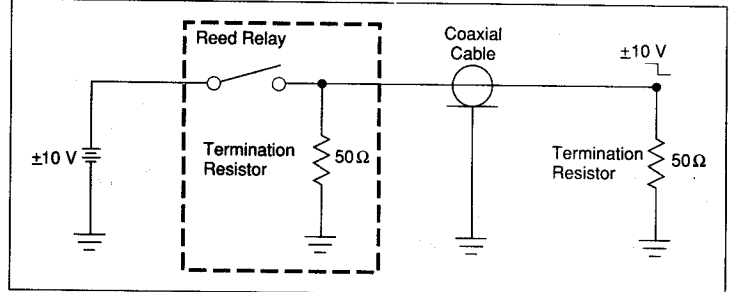 Reed Relay
Coaxial
Cable
±10 V
±10 V
Termination
Resistor
50Ω
Termination
Resistor
50Ω